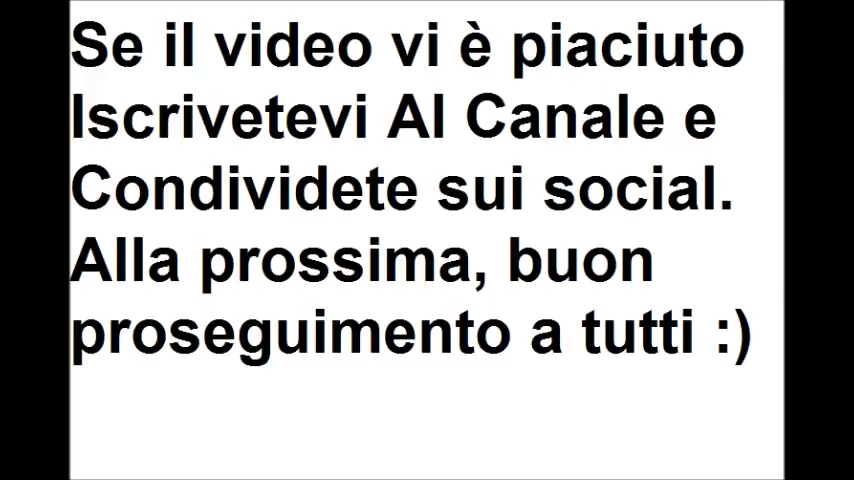 Se il video vi è piaciuto
Iscrivetevi Al Canale e
Condividete sui social.
Alla prossima, buon
proseguimento a tutti :)